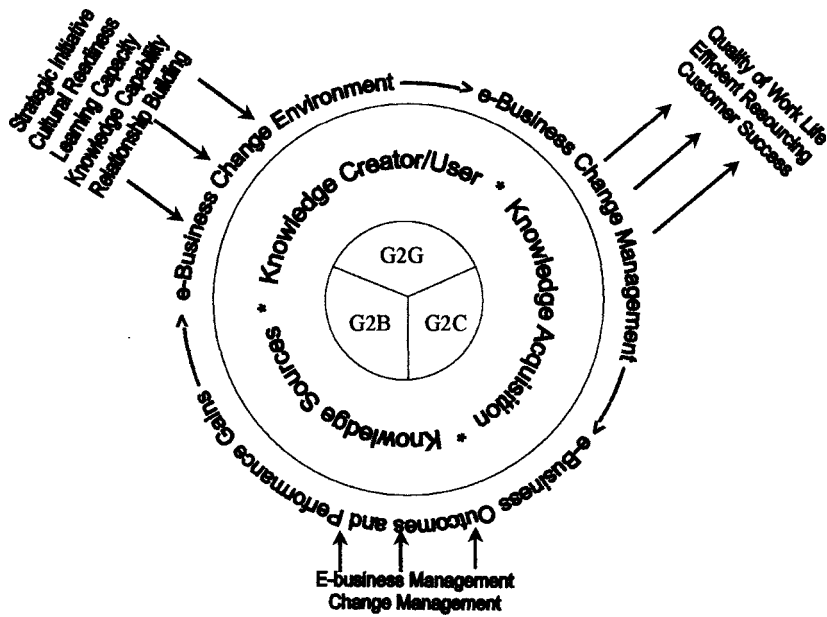 Strategic Initiative
Cultural Readiness
Learning Capacity
Knowledge Capability
Relationship Building
Quality of Work Life
Efficient Resourcing
Customer Success
e-Business Change Environment
e-Business Change Management
e-Business Outcomes and Performance Gains
Knowledge Creator/User * Knowledge Acquisition * Knowledge Sources *
G2G
G2B
G2C
E-business Management
Change Management